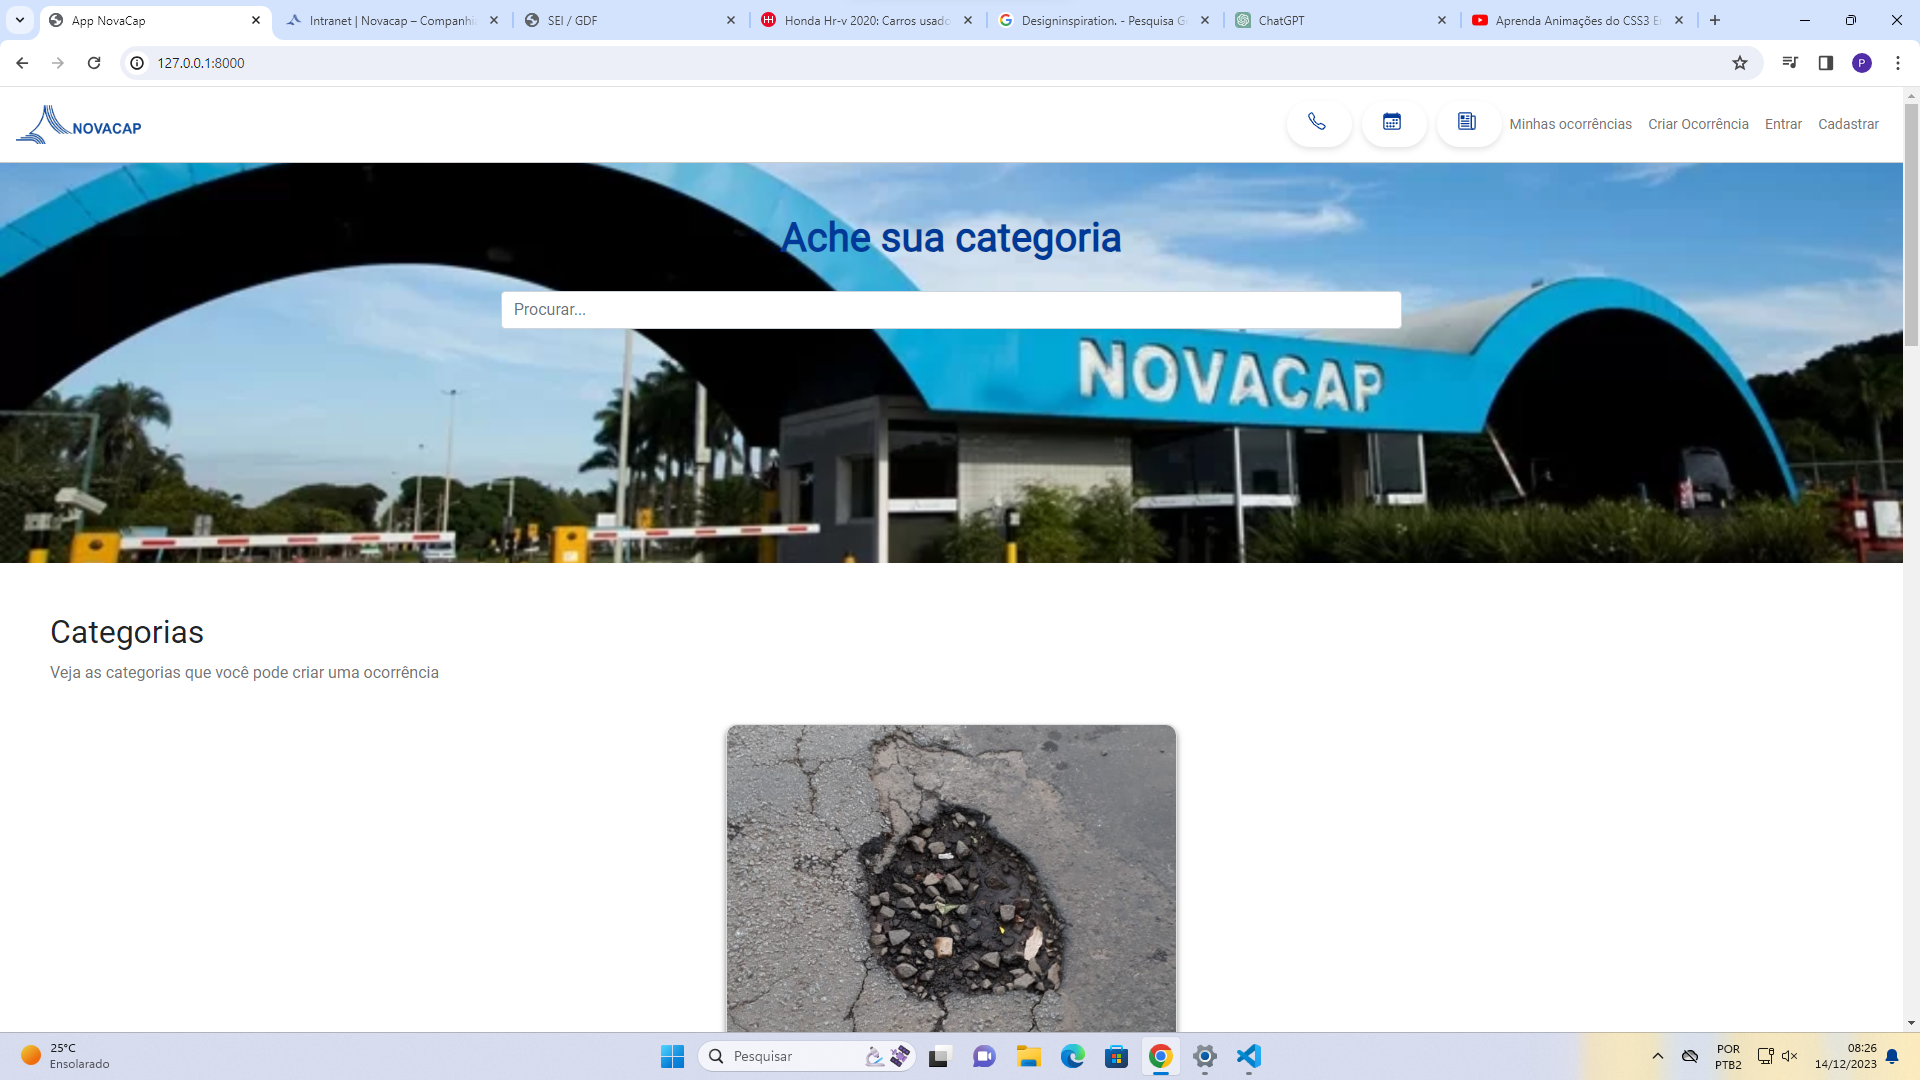 App NovaCap
Intranet | Novacap – Companhi
SEI / GDF
Honda Hr-v 2020: Carros usado
Designinspiration. - Pesquisa G
ChatGPT
Aprenda Animações do CSS3 E
127.0.0.1:8000
P
NOVACAP
Minhas ocorrências
Criar Ocorrência
Entrar
Cadastrar
Ache sua categoria
Procurar...
NOVACAP
Categorias
Veja as categorias que você pode criar uma ocorrência
25°C
Ensolarado
Pesquisar
POR
PTB2
08:26
14/12/2023